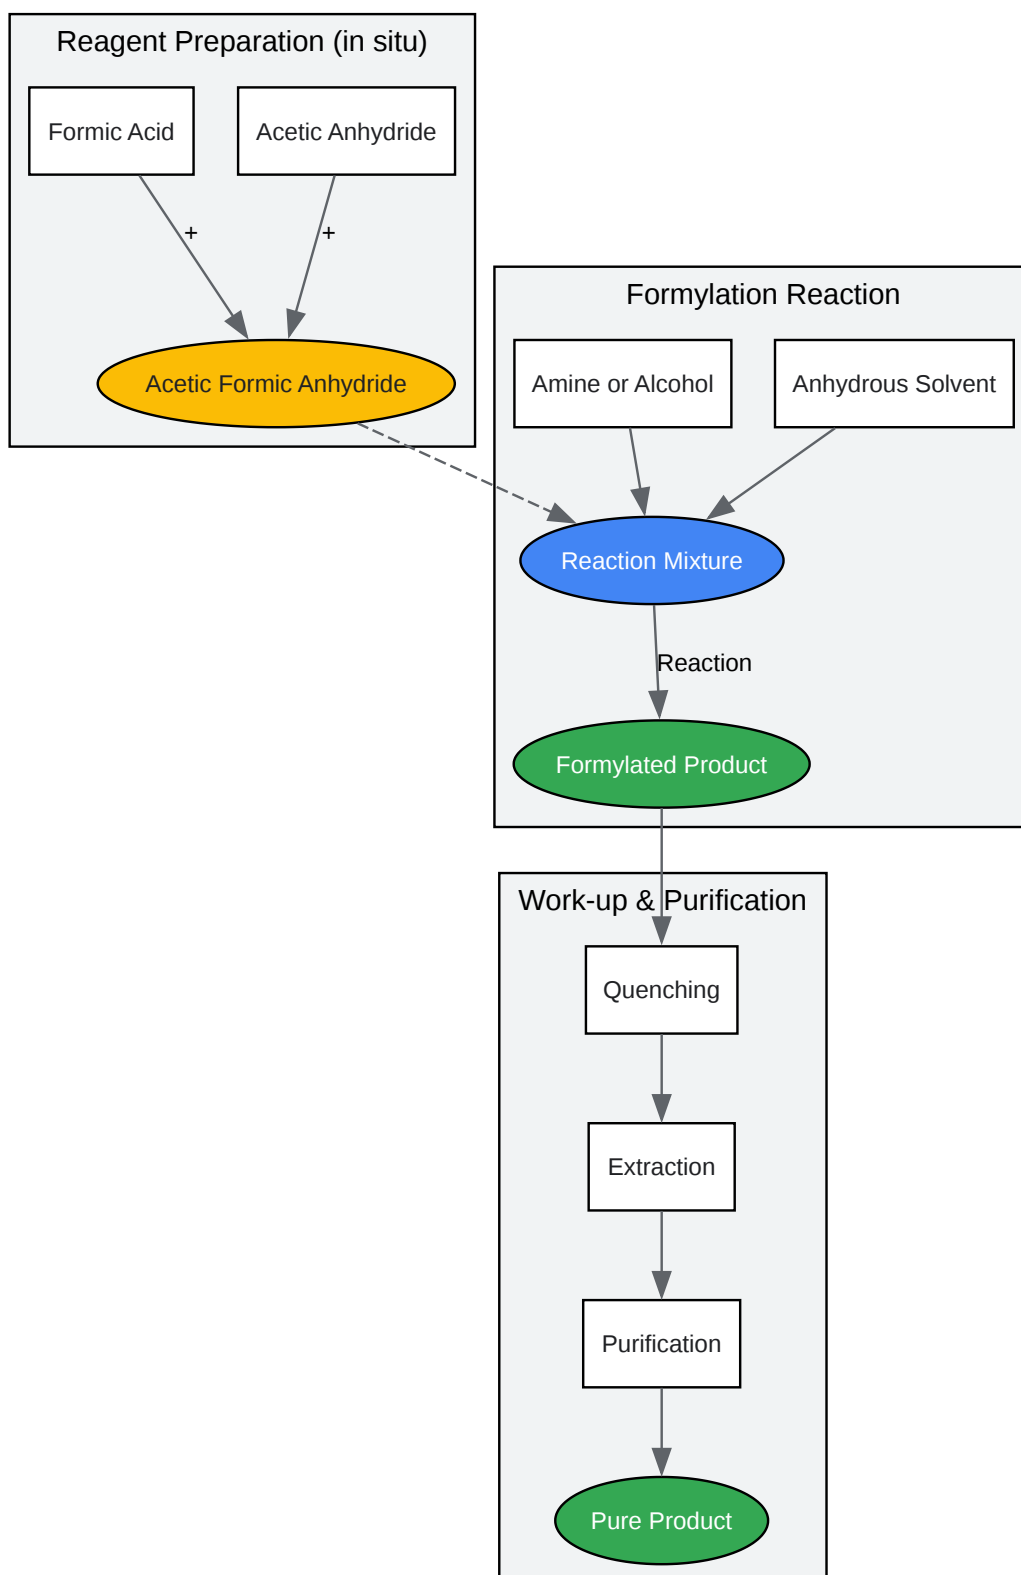 Reagent Preparation (in situ)
Formic Acid
Acetic Anhydride
+
+
Acetic Formic Anhydride
Formylation Reaction
Amine or Alcohol
Anhydrous Solvent
Reaction Mixture
Reaction
Formylated Product
Work-up & Purification
Quenching
Extraction
Purification
Pure Product